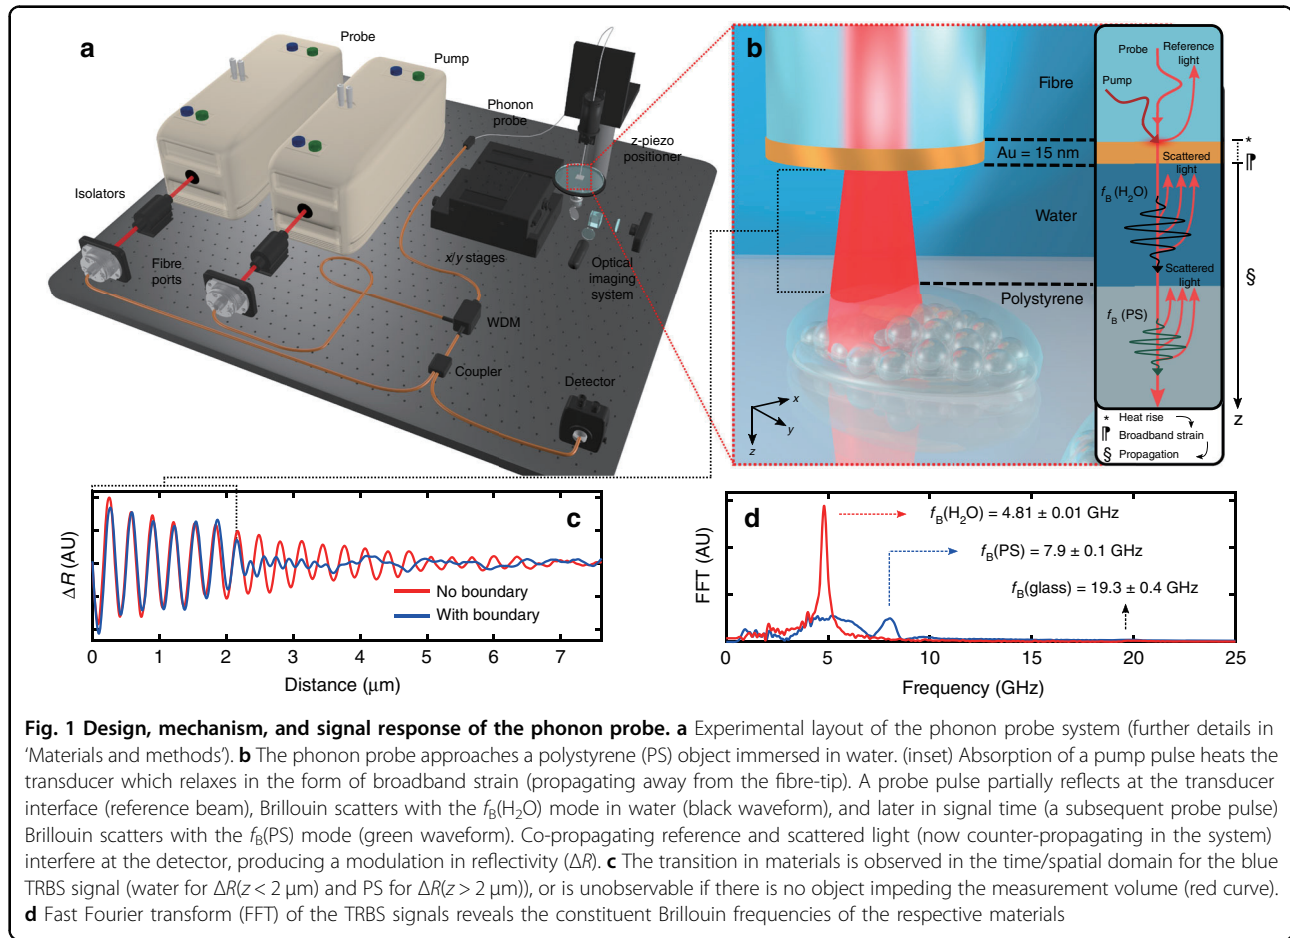 a
Probe
Pump
Phonon
probe
z-piezo
positioner
Isolators
Fibre
ports
x/y stages
Optical
imaging
system
WDM
Coupler
Detector
b
Fibre
Au = 15 nm
Water
Polystyrene
x
y
z
Probe
Reference
light
Pump
*
Scattered
light
⁋
fB(H2O)
Scattered
light
§
fB (PS)
z
* Heat rise
⁋ Broadband strain
§ Propagation
c
ΔR (AU)
No boundary
With boundary
0 1 2 3 4 5 6 7
Distance (μm)
d
FFT (AU)
fB(H2O) = 4.81 ± 0.01 GHz
fB(PS) = 7.9 ± 0.1 GHz
fB(glass) = 19.3 ± 0.4 GHz
0 5 10 15 20 25
Frequency (GHz)
Fig. 1 Design, mechanism, and signal response of the phonon probe. a Experimental layout of the phonon probe system (further details in
'Materials and methods'). b The phonon probe approaches a polystyrene (PS) object immersed in water. (inset) Absorption of a pump pulse heats the
transducer which relaxes in the form of broadband strain (propagating away from the fibre-tip). A probe pulse partially reflects at the transducer
interface (reference beam), Brillouin scatters with the fB(H2O) mode in water (black waveform), and later in signal time (a subsequent probe pulse)
Brillouin scatters with the fB(PS) mode (green waveform). Co-propagating reference and scattered light (now counter-propagating in the system)
interfere at the detector, producing a modulation in reflectivity (ΔR). c The transition in materials is observed in the time/spatial domain for the blue
TRBS signal (water for ΔR(z < 2 μm) and PS for ΔR(z > 2 μm)), or is unobservable if there is no object impeding the measurement volume (red curve).
d Fast Fourier transform (FFT) of the TRBS signals reveals the constituent Brillouin frequencies of the respective materials